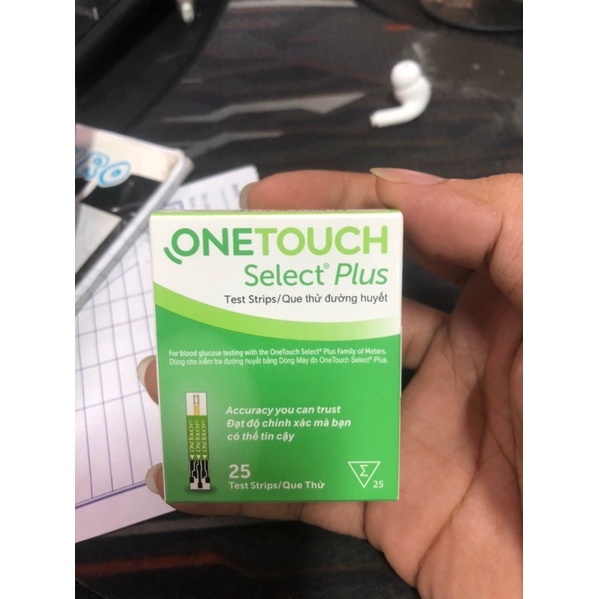 ONETOUCH
Select® Plus
Test Strips/Que thử đường huyết
For blood glucose testing with the OneTouch Select® Plus Family of Meters.
Dùng cho kiểm tra đường huyết bằng Dòng Máy đo OneTouch Select® Plus.
Accuracy you can trust
Đạt độ chính xác mà bạn
có thể tin cậy
25
Test Strips/Que Thử
Σ
25